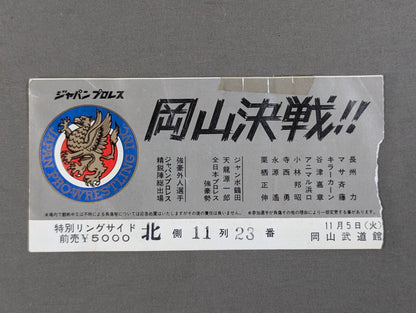 ジャパンプロレス
JAPAN PRO-WRESTLING 1984
岡山決戦!!
長州力
マサ斉藤
キラーカーン
谷津嘉章
アニマル浜口
小林邦昭
寺西勇
永源遙
栗栖正伸
ジャンボ鶴田
天龍源一郎
全日本プロレス
強豪勢
強豪外人選手
ジャパンプロレス
精鋭陣総出場
特別リングサイド
前売¥5000
北側11列23番
11月5日(火)
岡山武道館